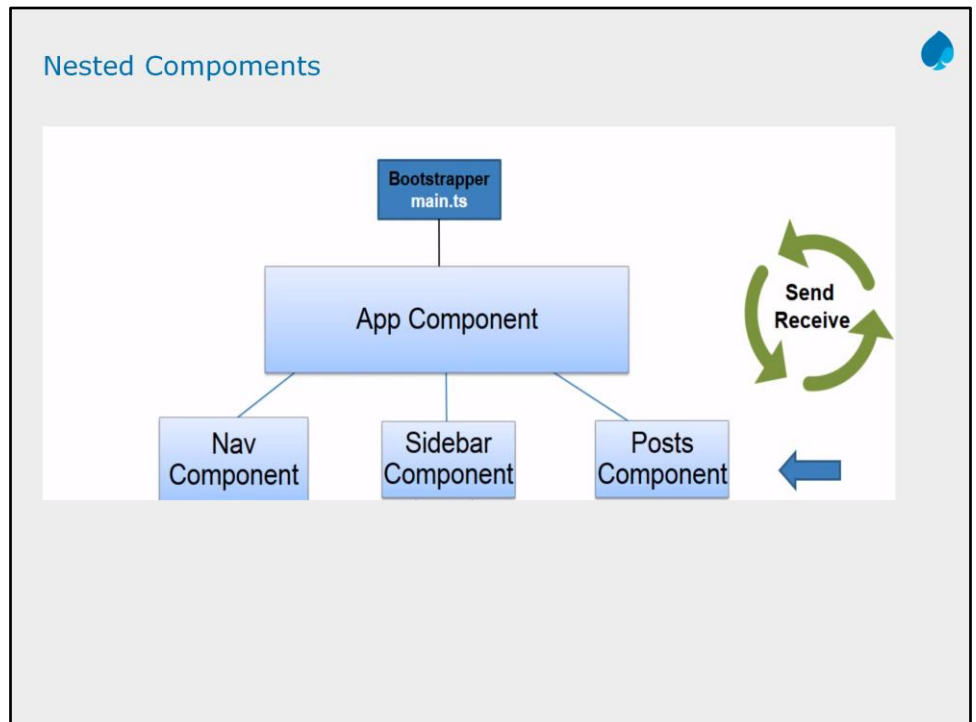 Nested Compoments
Bootstrapper
main.ts
App Component
Send
Receive
Nav
Component
Sidebar
Component
Posts
Component